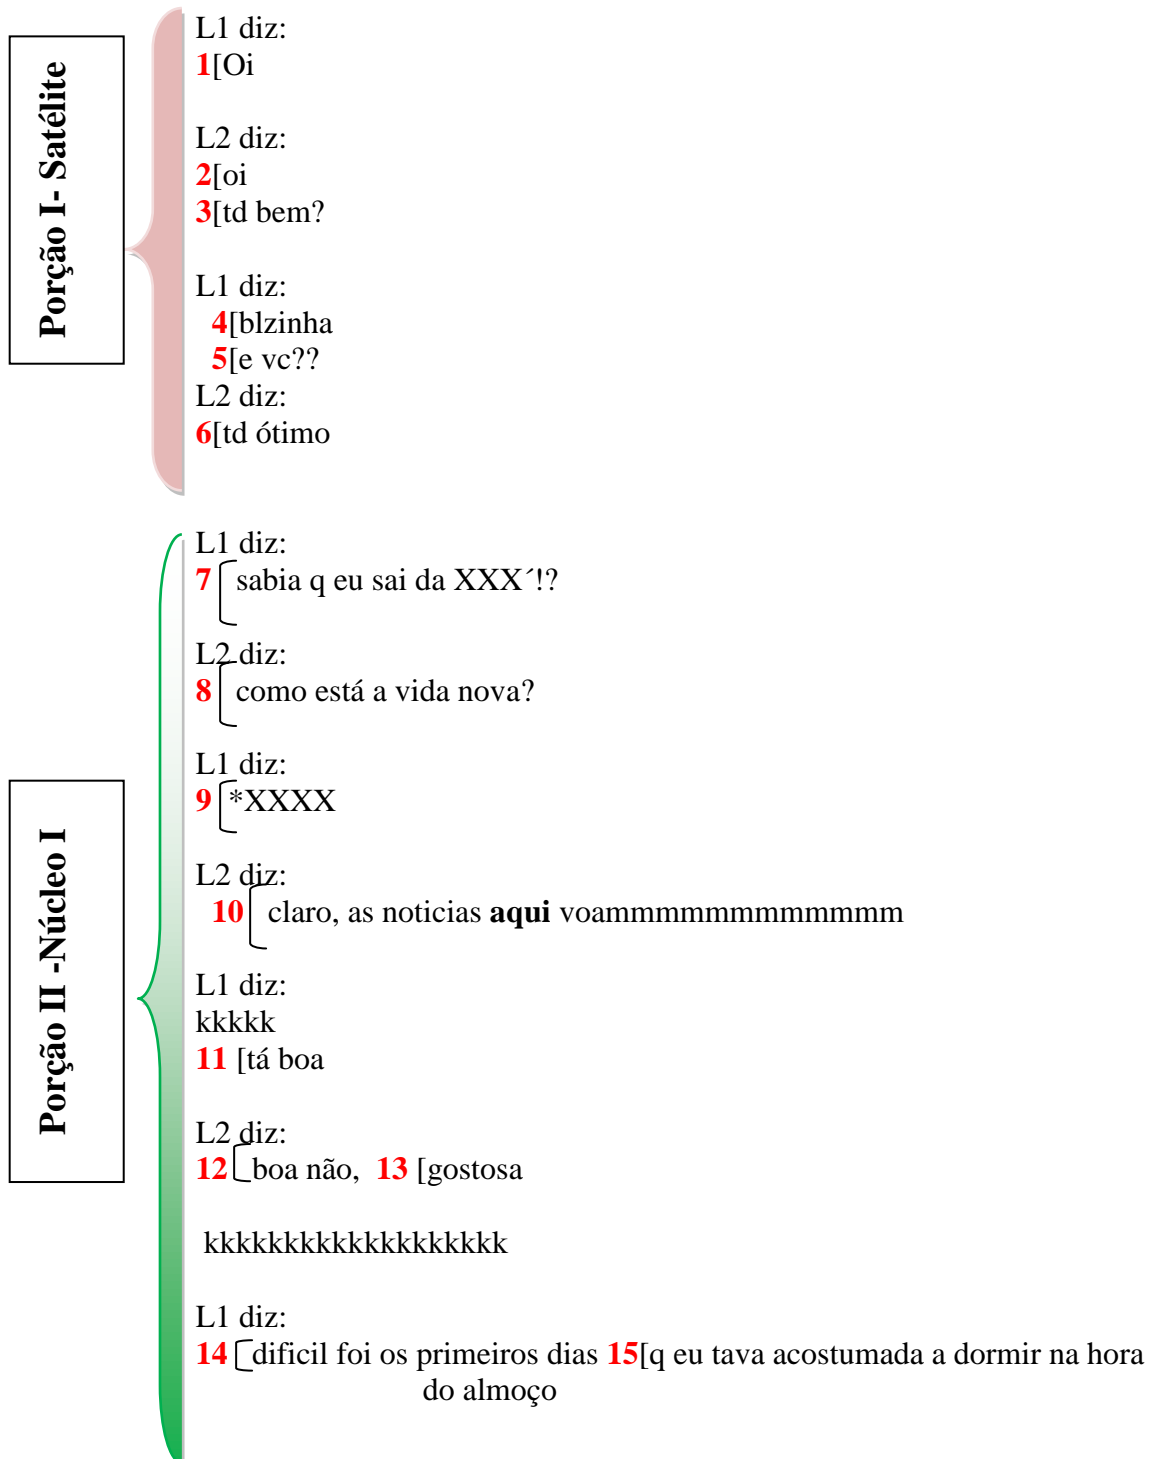 Porção I- Satélite
L1 diz:
1[Oi
L2 diz:
2[oi
3[td bem?
L1 diz:
4[blzinha
5[e vc??
L2 diz:
6[td ótimo
Porção II -Núcleo I
L1 diz:
7 sabia q eu sai da XXX´!?
L2 diz:
8 como está a vida nova?
L1 diz:
9 *XXXX
L2 diz:
10 claro, as noticias aqui voammmmmmmmmmmmm
L1 diz:
kkkkk
11 [tá boa
L2 diz:
12 boa não, 13 [gostosa
kkkkkkkkkkkkkkkkkkk
L1 diz:
14 dificil foi os primeiros dias 15[q eu tava acostumada a dormir na hora
do almoço